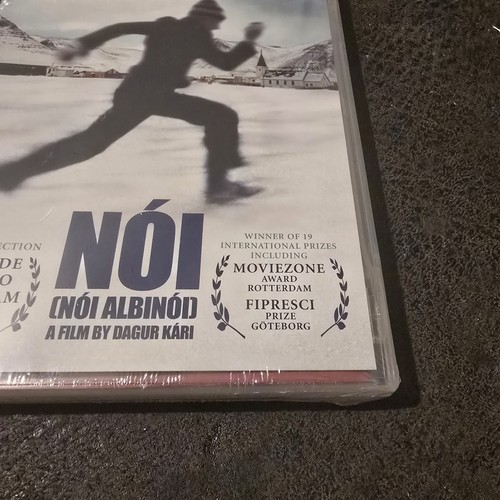 NÓI
(NÓI ALBINÓI)
A FILM BY DAGUR KÁRI
WINNER OF 19
INTERNATIONAL PRIZES
INCLUDING
MOVIEZONE
AWARD
ROTTERDAM
FIPRESCI
PRIZE
GÖTEBORG